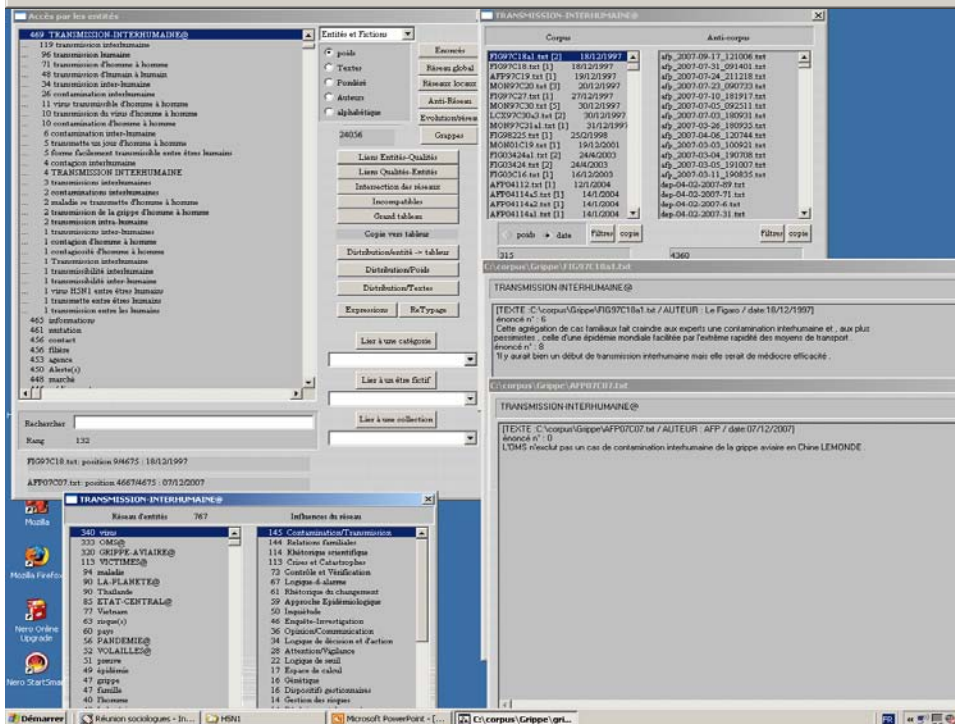 Accès par les entités
469 TRANSMISSION-INTERHUMAINE@
119 transmission interhumaine
96 transmission humaine
71 transmission d'homme à homme
48 transmission d'humain à humain
34 transmission inter-humaine
26 contamination interhumaine
11 virus transmissible d'homme à homme
10 transmission du virus d'homme à homme
10 contamination d'homme à homme
6 contamination inter-humaine
5 transmette un jour d'homme à homme
5 forme facilement transmissible entre êtres humains
4 contagion interhumaine
4 TRANSMISSION INTERHUMAINE
3 transmissions interhumaines
2 contaminations interhumaines
2 maladie se transmette d'homme à homme
2 transmission de la grippe d'homme à homme
2 transmission intra-humaine
1 transmissions inter-humaines
1 contagion d'homme à homme
1 contagiosité d'homme à homme
1 Transmission interhumaine
1 transmissibilité interhumaine
1 transmissibilité inter-humaine
1 virus H5N1 entre êtres humains
1 transmette entre êtres humains
1 transmission entre les humains
465 informations
461 mutation
456 contact
456 filière
453 agence
450 Alerte(s)
448 marché
Rechercher
Rang 132
FIG97C18.txt: position 9/4675 : 18/12/1997
AFP07C07.txt: position 4667/4675 : 07/12/2007
Entités et Fictions
poids
Textes
Pondéré
Auteurs
alphabétique
Enoncés
Réseau global
Réseaux locaux
Anti-Réseau
Evolution/réseau
24056
Grappes
Liens Entités-Qualités
Liens Qualités-Entités
Intersection des réseaux
Incompatibles
Grand tableau
Copie vers tableur
Distribution/entité -> tableur
Distribution/Poids
Distribution/Textes
Expressions
ReTypage
Lier à une catégorie
Lier à un être fictif
Lier à une collection
TRANSMISSION-INTERHUMAINE@
Corpus
FIG97C18a1.txt [2] 18/12/1997
FIG97C18.txt [1] 18/12/1997
AFP97C19.txt [1] 19/12/1997
MON97C20.txt [3] 20/12/1997
FIG97C27.txt [1] 27/12/1997
MON97C30.txt [5] 30/12/1997
LCX97C30a3.txt [2] 30/12/1997
MON97C31a1.txt [1] 31/12/1997
FIG98225.txt [1] 25/2/1998
MON01C19.txt [1] 19/12/2001
FIG03424a1.txt [2] 24/4/2003
FIG03424.txt [1] 24/4/2003
FIG03C16.txt [1] 16/12/2003
AFP04112.txt [1] 12/1/2004
AFP04114a5.txt [1] 14/1/2004
AFP04114a2.txt [1] 14/1/2004
AFP04114a1.txt [1] 14/1/2004
poids date
Filtres
copie
315
Anti-corpus
afp_2007-09-17_121006.txt
afp_2007-07-31_091401.txt
afp_2007-07-24_211218.txt
afp_2007-07-23_090733.txt
afp_2007-07-10_181917.txt
afp_2007-07-05_092511.txt
afp_2007-07-03_180931.txt
afp_2007-03-26_180935.txt
afp_2007-04-06_120744.txt
afp_2007-03-03_100921.txt
afp_2007-03-04_190708.txt
afp_2007-03-05_191007.txt
afp_2007-03-11_190835.txt
dep-04-02-2007-89.txt
dep-04-02-2007-71.txt
dep-04-02-2007-6.txt
dep-04-02-2007-31.txt
Filtres
copie
4360
C:\corpus\Grippe\FIG97C18a1.txt
TRANSMISSION-INTERHUMAINE@
[TEXTE :C:\corpus\Grippe\FIG97C18a1.txt / AUTEUR : Le Figaro / date:18/12/1997]
énoncé n° : 6
Cette agrégation de cas familiaux fait craindre aux experts une contamination interhumaine et , aux plus
pessimistes , celle d'une épidémie mondiale facilitée par l'extrême rapidité des moyens de transport .
énoncé n° : 8
"Il y aurait bien un début de transmission interhumaine mais elle serait de médiocre efficacité .
C:\corpus\Grippe\AFP07C07.txt
TRANSMISSION-INTERHUMAINE@
[TEXTE :C:\corpus\Grippe\AFP07C07.txt / AUTEUR : AFP / date:07/12/2007]
énoncé n° : 0
L'OMS n'exclut pas un cas de contamination interhumaine de la grippe aviaire en Chine LEMONDE .
TRANSMISSION-INTERHUMAINE@
Réseau d'entités 767
340 virus
333 OMS@
320 GRIPPE-AVIAIRE@
113 VICTIMES@
94 maladie
90 LA-PLANETE@
90 Thaïlande
85 ETAT-CENTRAL@
77 Vietnam
63 risque(s)
60 pays
56 PANDEMIE@
52 VOLAILLES@
51 preuve
49 épidémie
47 grippe
47 famille
40 l'homme
Influences du réseau
145 Contamination/Transmission
144 Relations familiales
114 Rhétorique scientifique
113 Crises et Catastrophes
73 Contrôle et Vérification
67 Logique-d-alarme
61 Rhétorique du changement
59 Approche Epidémiologique
50 Inquiétude
46 Enquête-Investigation
36 Opinion/Communication
34 Logique de décision et d'action
28 Attention/Vigilance
22 Logique de seuil
17 Espace de calcul
16 Génétique
16 Dispositifs gestionnaires
14 Gestion des risques
Mozilla
Mozilla Firefox
Nero Online
Upgrade
Nero StartSmar
Démarrer
Réunion sociologues - In...
H5N1
Microsoft PowerPoint - [...
C:\corpus\Grippe\gri...
FR